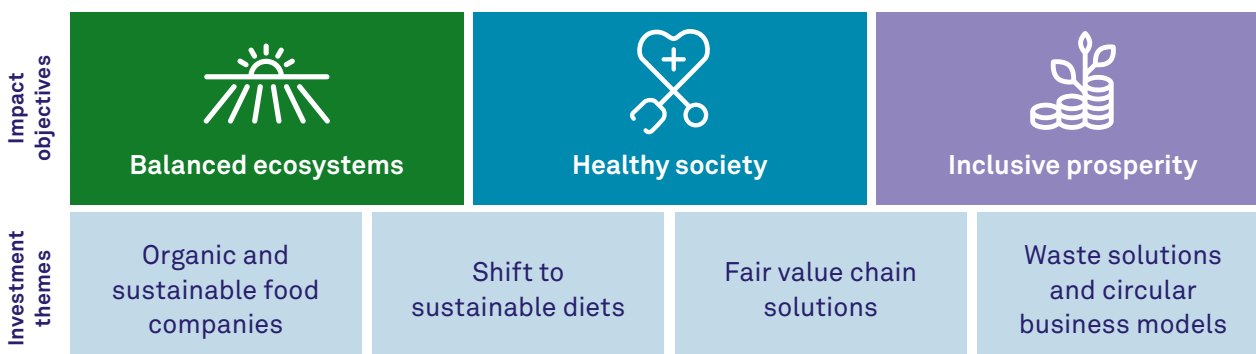 Impact
objectives
Balanced ecosystems
Healthy society
Inclusive prosperity
Investment
themes
Organic and
sustainable food
companies
Shift to
sustainable diets
Fair value chain
solutions
Waste solutions
and circular
business models